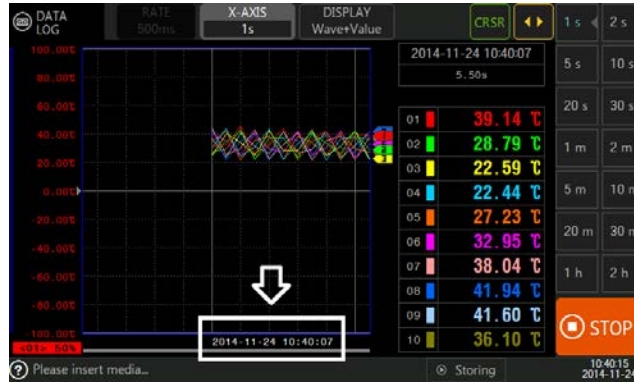 DATA
LOG
RATE
500ms
X-AXIS
1s
DISPLAY
Wave+Value
CRSR
1 s
2 s
5 s
10 s
20 s
30 s
1 m
2 m
5 m
10 m
20 m
30 m
1 h
2 h
100.00℃
80.00℃
60.00℃
40.00℃
20.00℃
0.00℃
-20.00℃
-40.00℃
-60.00℃
-80.00℃
-100.00℃
<01> 50%
2014-11-24 10:40:07
2014-11-24 10:40:07
5.50s
01 39.14 ℃
02 28.79 ℃
03 22.59 ℃
04 22.44 ℃
05 27.23 ℃
06 32.95 ℃
07 38.04 ℃
08 41.94 ℃
09 41.60 ℃
10 36.10 ℃
STOP
? Please insert media...
Storing
10:40:15
2014-11-24